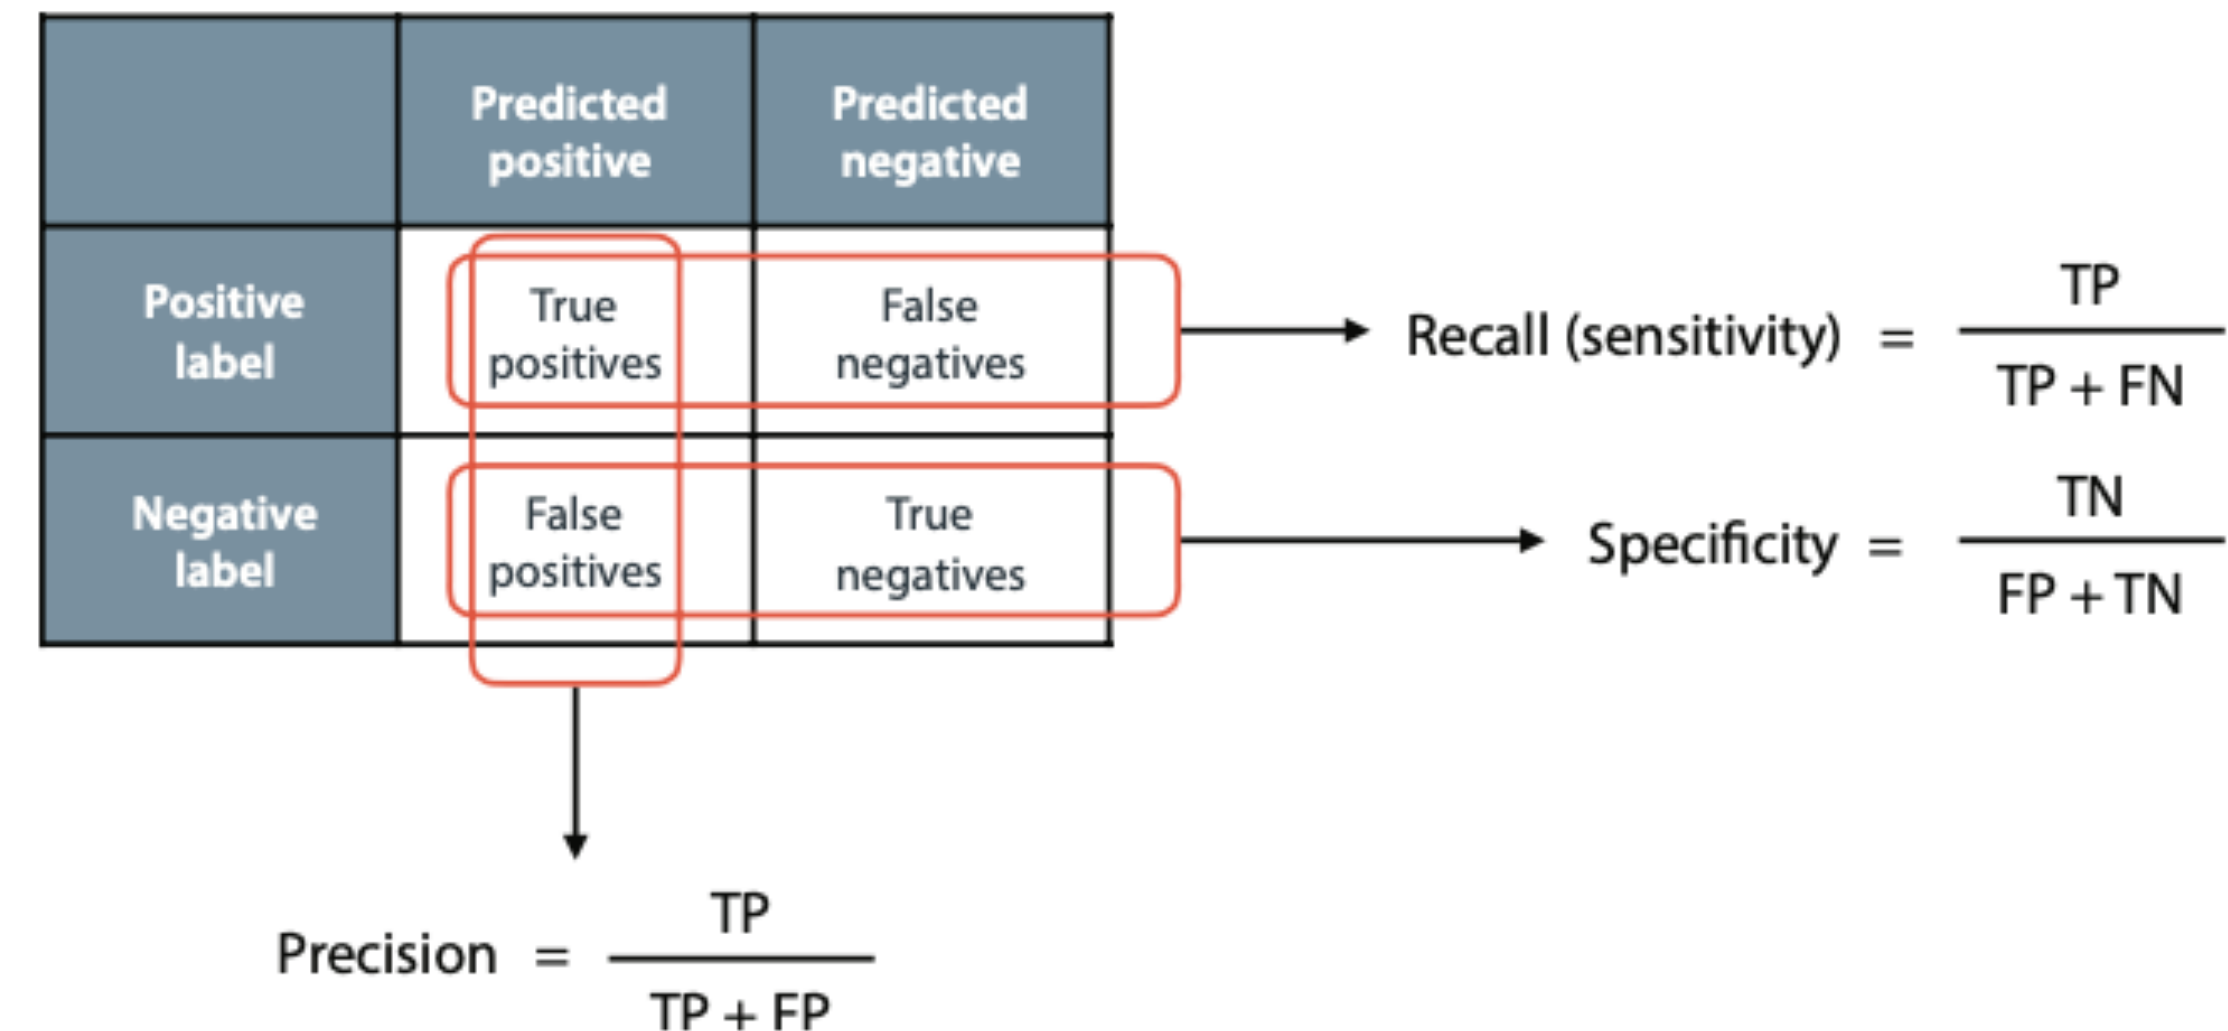 Predicted positive
Predicted negative
Positive label
True positives
False negatives
Recall (sensitivity) = TP / TP + FN
Negative label
False positives
True negatives
Specificity = TN / FP + TN
Precision = TP / TP + FP